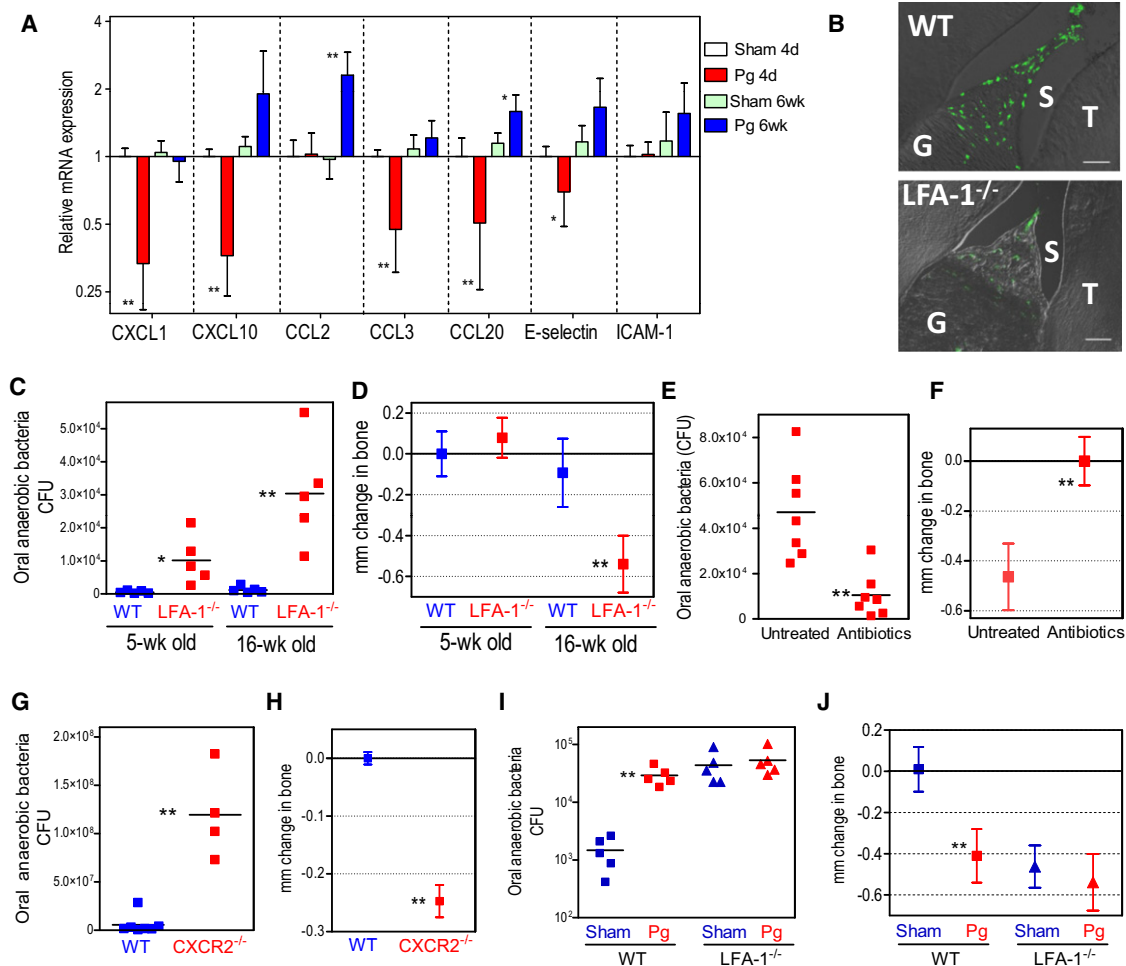 A
Relative mRNA expression
4
2
1
0.5
0.25
** ** ** ** ** * *
CXCL1 CXCL10 CCL2 CCL3 CCL20 E-selectin ICAM-1
Sham 4d
Pg 4d
Sham 6wk
Pg 6wk
B
WT
S
T
G
LFA-1-/-
S
T
G
C
Oral anaerobic bacteria
CFU
5.0×10⁴
4.0×10⁴
3.0×10⁴
2.0×10⁴
1.0×10⁴
0
* **
WT LFA-1-/- WT LFA-1-/-
5-wk old 16-wk old
D
mm change in bone
0.2
0.0
-0.2
-0.4
-0.6
**
WT LFA-1-/- WT LFA-1-/-
5-wk old 16-wk old
E
Oral anaerobic bacteria (CFU)
8.0×10⁴
6.0×10⁴
4.0×10⁴
2.0×10⁴
0
**
Untreated Antibiotics
F
mm change in bone
0.0
-0.2
-0.4
-0.6
**
Untreated Antibiotics
G
Oral anaerobic bacteria
CFU
2.0×10⁸
1.5×10⁸
1.0×10⁸
5.0×10⁷
0
**
WT CXCR2-/-
H
mm change in bone
0.0
-0.1
-0.2
-0.3
**
WT CXCR2-/-
I
Oral anaerobic bacteria
CFU
10⁵
10⁴
10³
10²
**
Sham Pg Sham Pg
WT LFA-1-/-
J
mm change in bone
0.2
0.0
-0.2
-0.4
-0.6
**
Sham Pg Sham Pg
WT LFA-1-/-